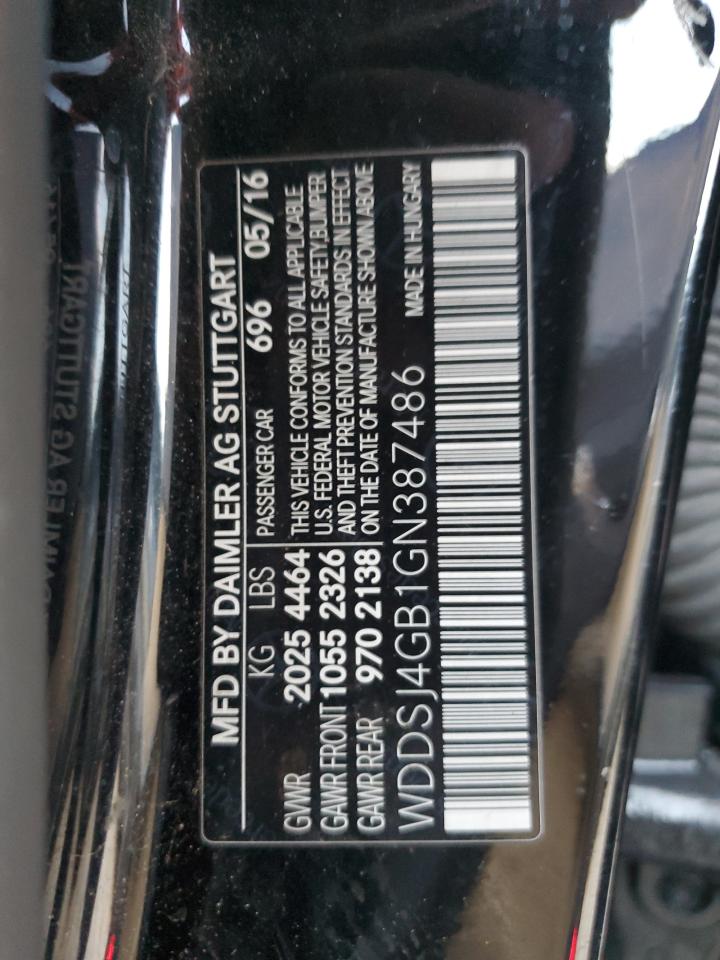 MFD BY DAIMLER AG STUTTGART
KG LBS PASSENGER CAR 696 05/16
GVWR 2025 4464 THIS VEHICLE CONFORMS TO ALL APPLICABLE
GAWR FRONT 1055 2326 U.S. FEDERAL MOTOR VEHICLE SAFETY, BUMPER
GAWR REAR 970 2138 AND THEFT PREVENTION STANDARDS IN EFFECT
ON THE DATE OF MANUFACTURE SHOWN ABOVE
WDDSJ4GB1GN387486 MADE IN HUNGARY